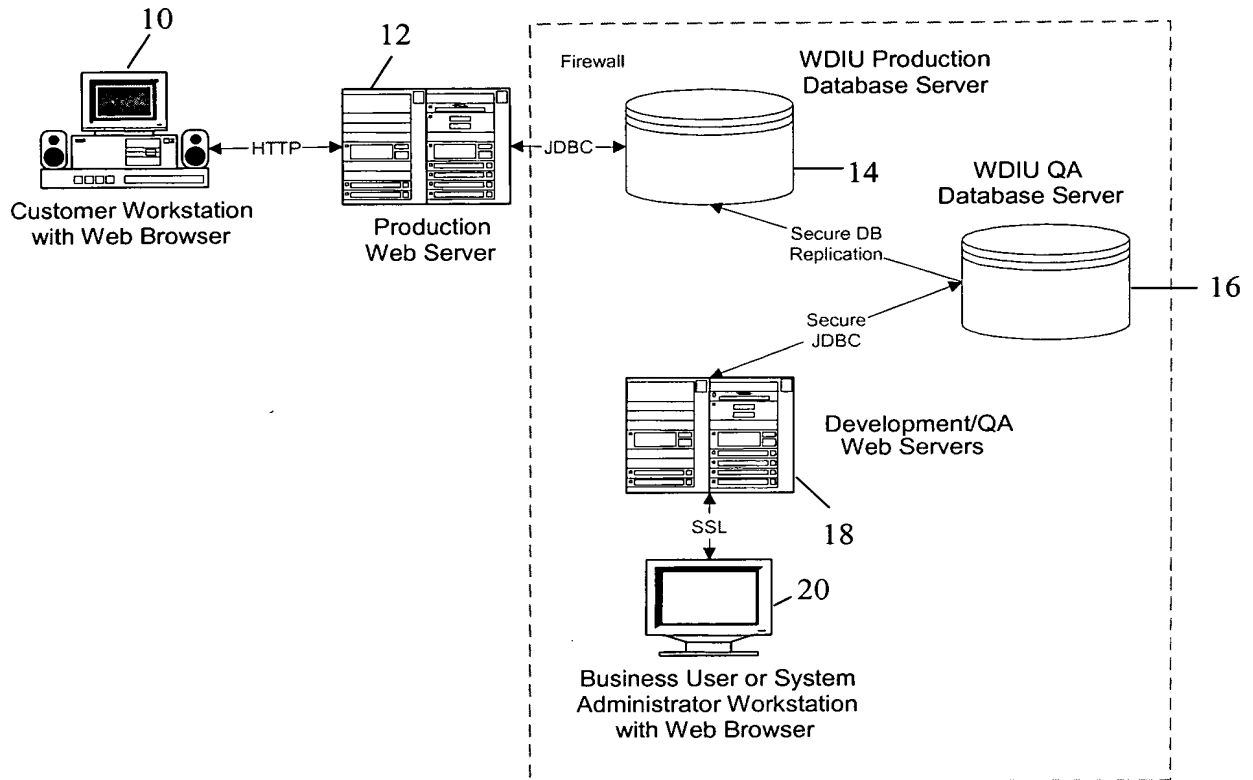 10
Customer Workstation
with Web Browser
HTTP
12
Production
Web Server
JDBC
Firewall
WDIU Production
Database Server
14
WDIU QA
Database Server
16
Secure DB
Replication
Secure
JDBC
Development/QA
Web Servers
18
SSL
20
Business User or System
Administrator Workstation
with Web Browser